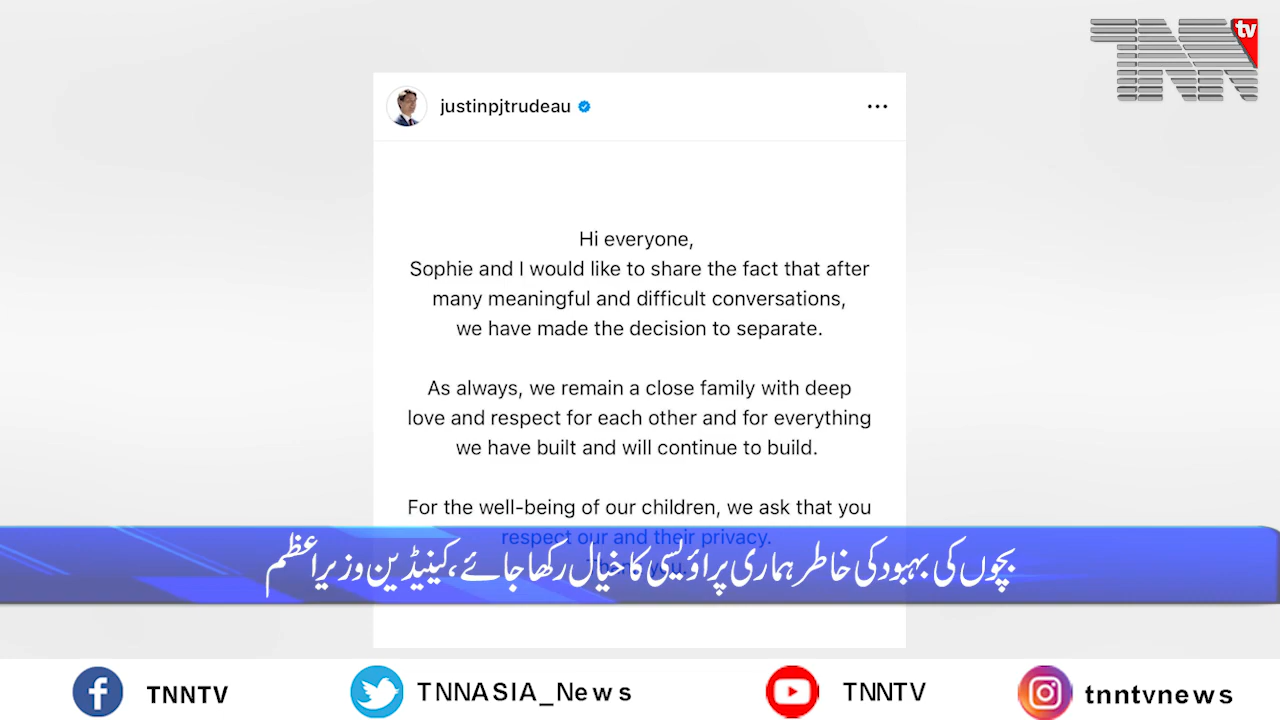 TNN tv
justinpjtrudeau
Hi everyone,
Sophie and I would like to share the fact that after
many meaningful and difficult conversations,
we have made the decision to separate.
As always, we remain a close family with deep
love and respect for each other and for everything
we have built and will continue to build.
For the well-being of our children, we ask that you
respect our and their privacy.
Thank you.
بچوں کی بہبود کی خاطر ہماری پراؤیسی کا خیال رکھا جائے، کینیڈین وزیراعظم
TNNTV
TNNASIA_News
TNNTV
tnntvnews